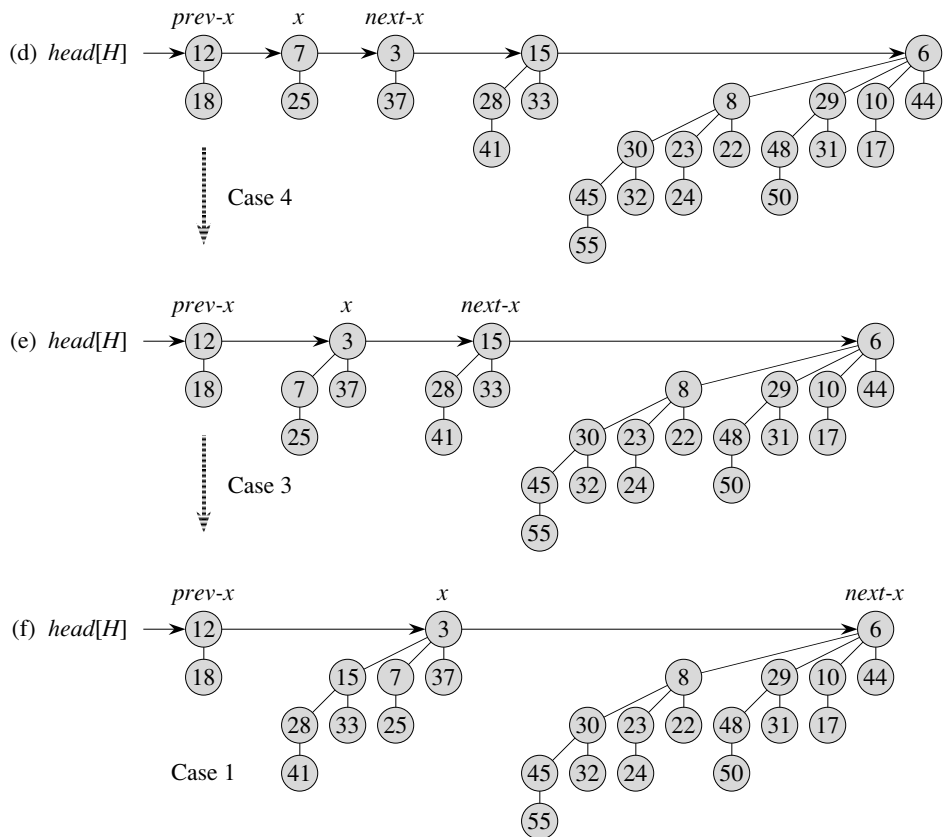 prev-x x next-x
(d) head[H] 12 7 3 15 6
18 25 37 28 33 8 29 10 44
41 30 23 22 48 31 17
Case 4 45 32 24 50
55
prev-x x next-x
(e) head[H] 12 3 15 6
18 7 37 28 33 8 29 10 44
25 41 30 23 22 48 31 17
Case 3 45 32 24 50
55
prev-x x next-x
(f) head[H] 12 3 6
18 15 7 37 8 29 10 44
28 33 25 30 23 22 48 31 17
Case 1 41 45 32 24 50
55